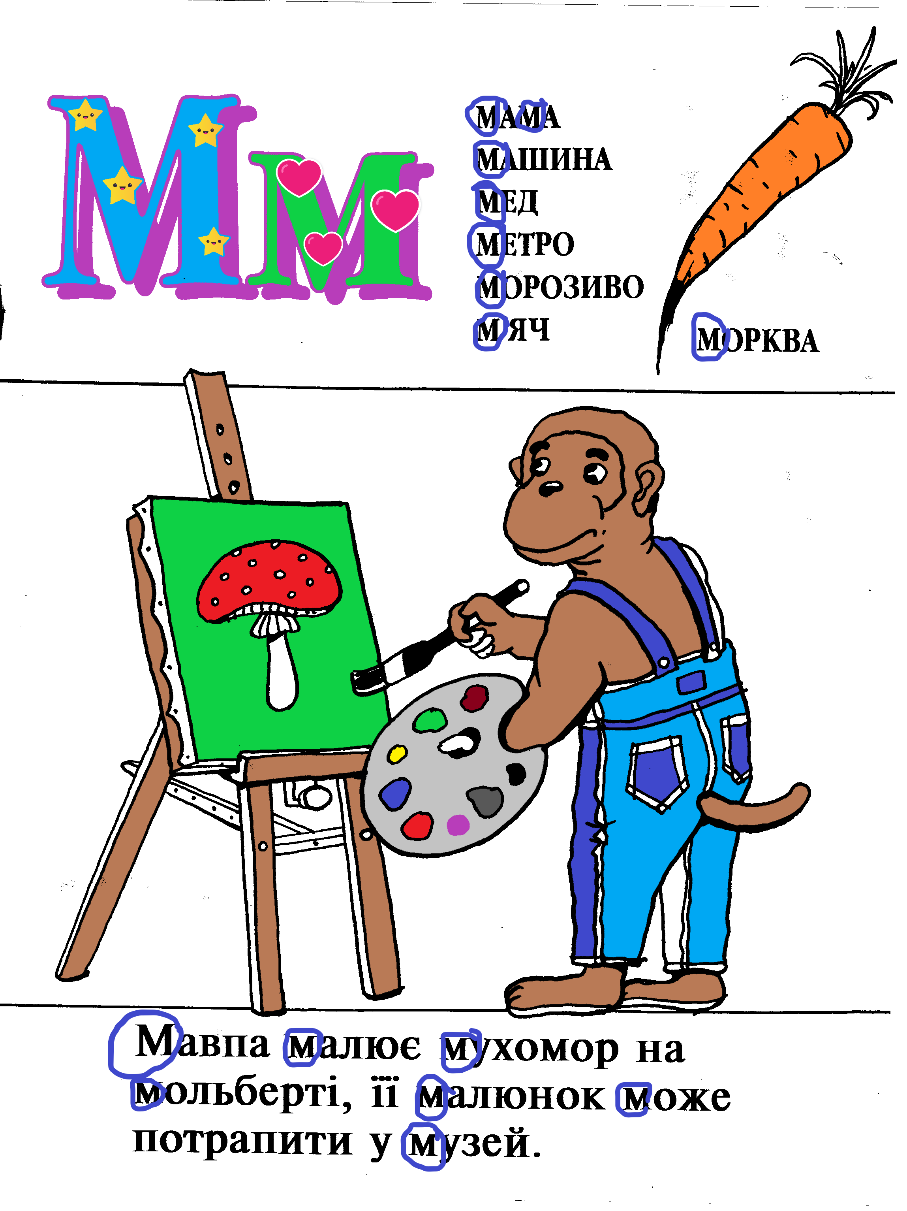 Мм
МАМА
МАШИНА
МЕД
МЕТРО
МОРОЗИВО
М'ЯЧ
МОРКВА
Мавпа малює мухомор на
мольберті, її малюнок може
потрапити у музей.